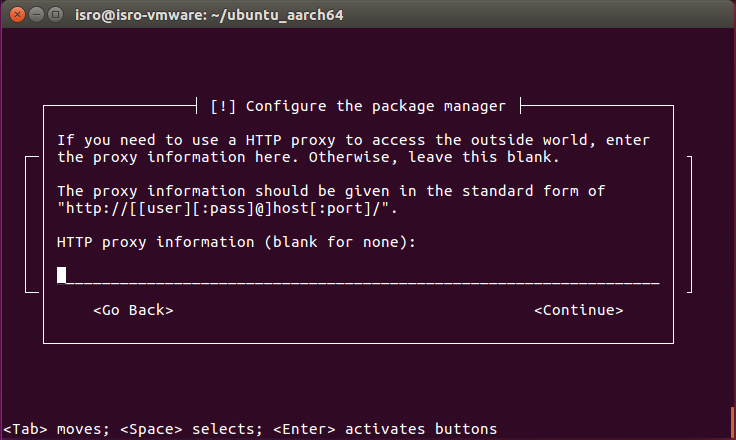 isro@isro-vmware: ~/ubuntu_aarch64
[!] Configure the package manager
If you need to use a HTTP proxy to access the outside world, enter
the proxy information here. Otherwise, leave this blank.
The proxy information should be given in the standard form of
"http://[[user][:pass]@]host[:port]/".
HTTP proxy information (blank for none):
<Go Back> <Continue>
<Tab> moves; <Space> selects; <Enter> activates buttons